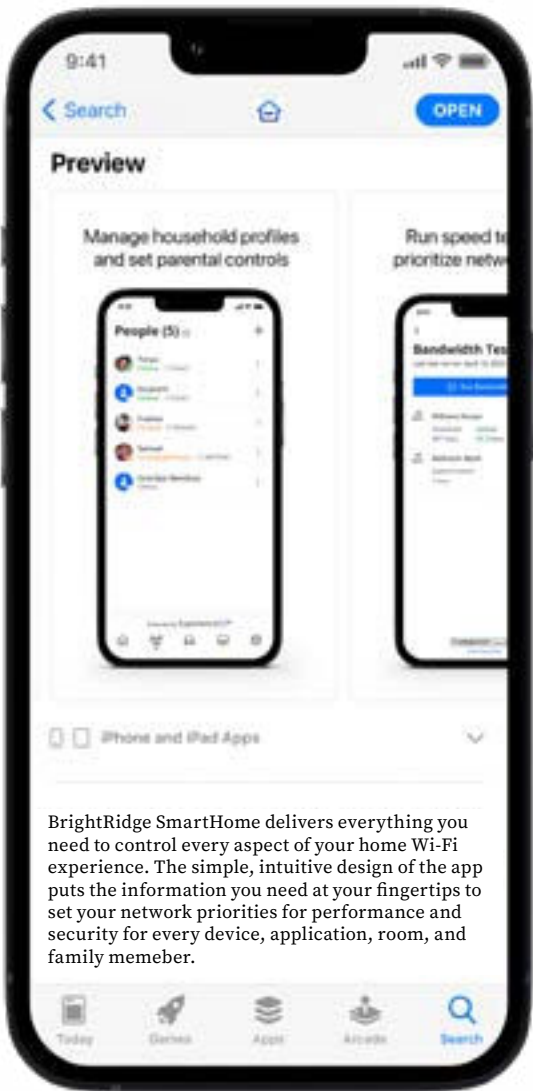 9:41
Search
OPEN
Preview
Manage household profiles
and set parental controls
People (5)
Run speed te
prioritize netw
Bandwidth Tes
iPhone and iPad Apps
BrightRidge SmartHome delivers everything you
need to control every aspect of your home Wi-Fi
experience. The simple, intuitive design of the app
puts the information you need at your fingertips to
set your network priorities for performance and
security for every device, application, room, and
family memeber.
Today
Games
Apps
Arcade
Search